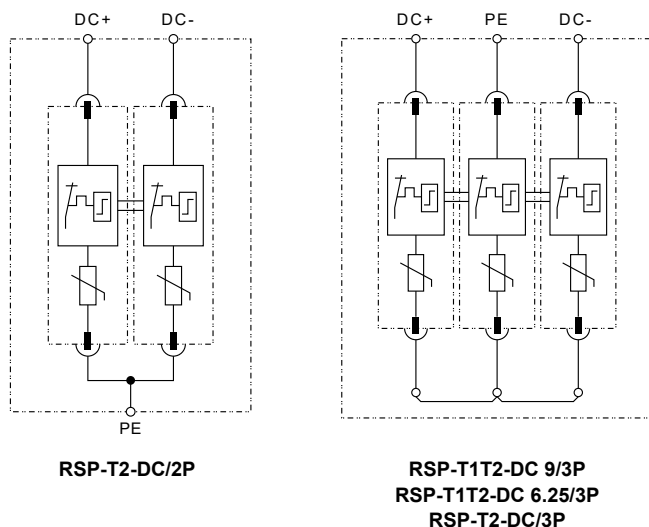 DC+ DC-
PE
RSP-T2-DC/2P
DC+ PE DC-
RSP-T1T2-DC 9/3P
RSP-T1T2-DC 6.25/3P
RSP-T2-DC/3P